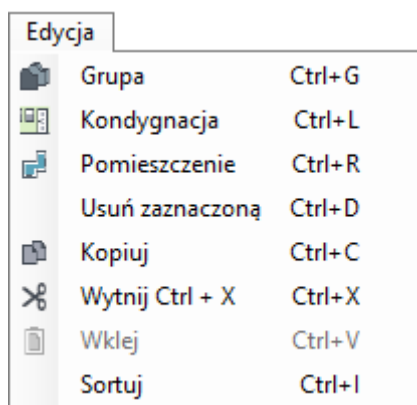 Edycja
Grupa Ctrl+G
Kondygnacja Ctrl+L
Pomieszczenie Ctrl+R
Usuń zaznaczoną Ctrl+D
Kopiuj Ctrl+C
Wytnij Ctrl + X Ctrl+X
Wklej Ctrl+V
Sortuj Ctrl+I